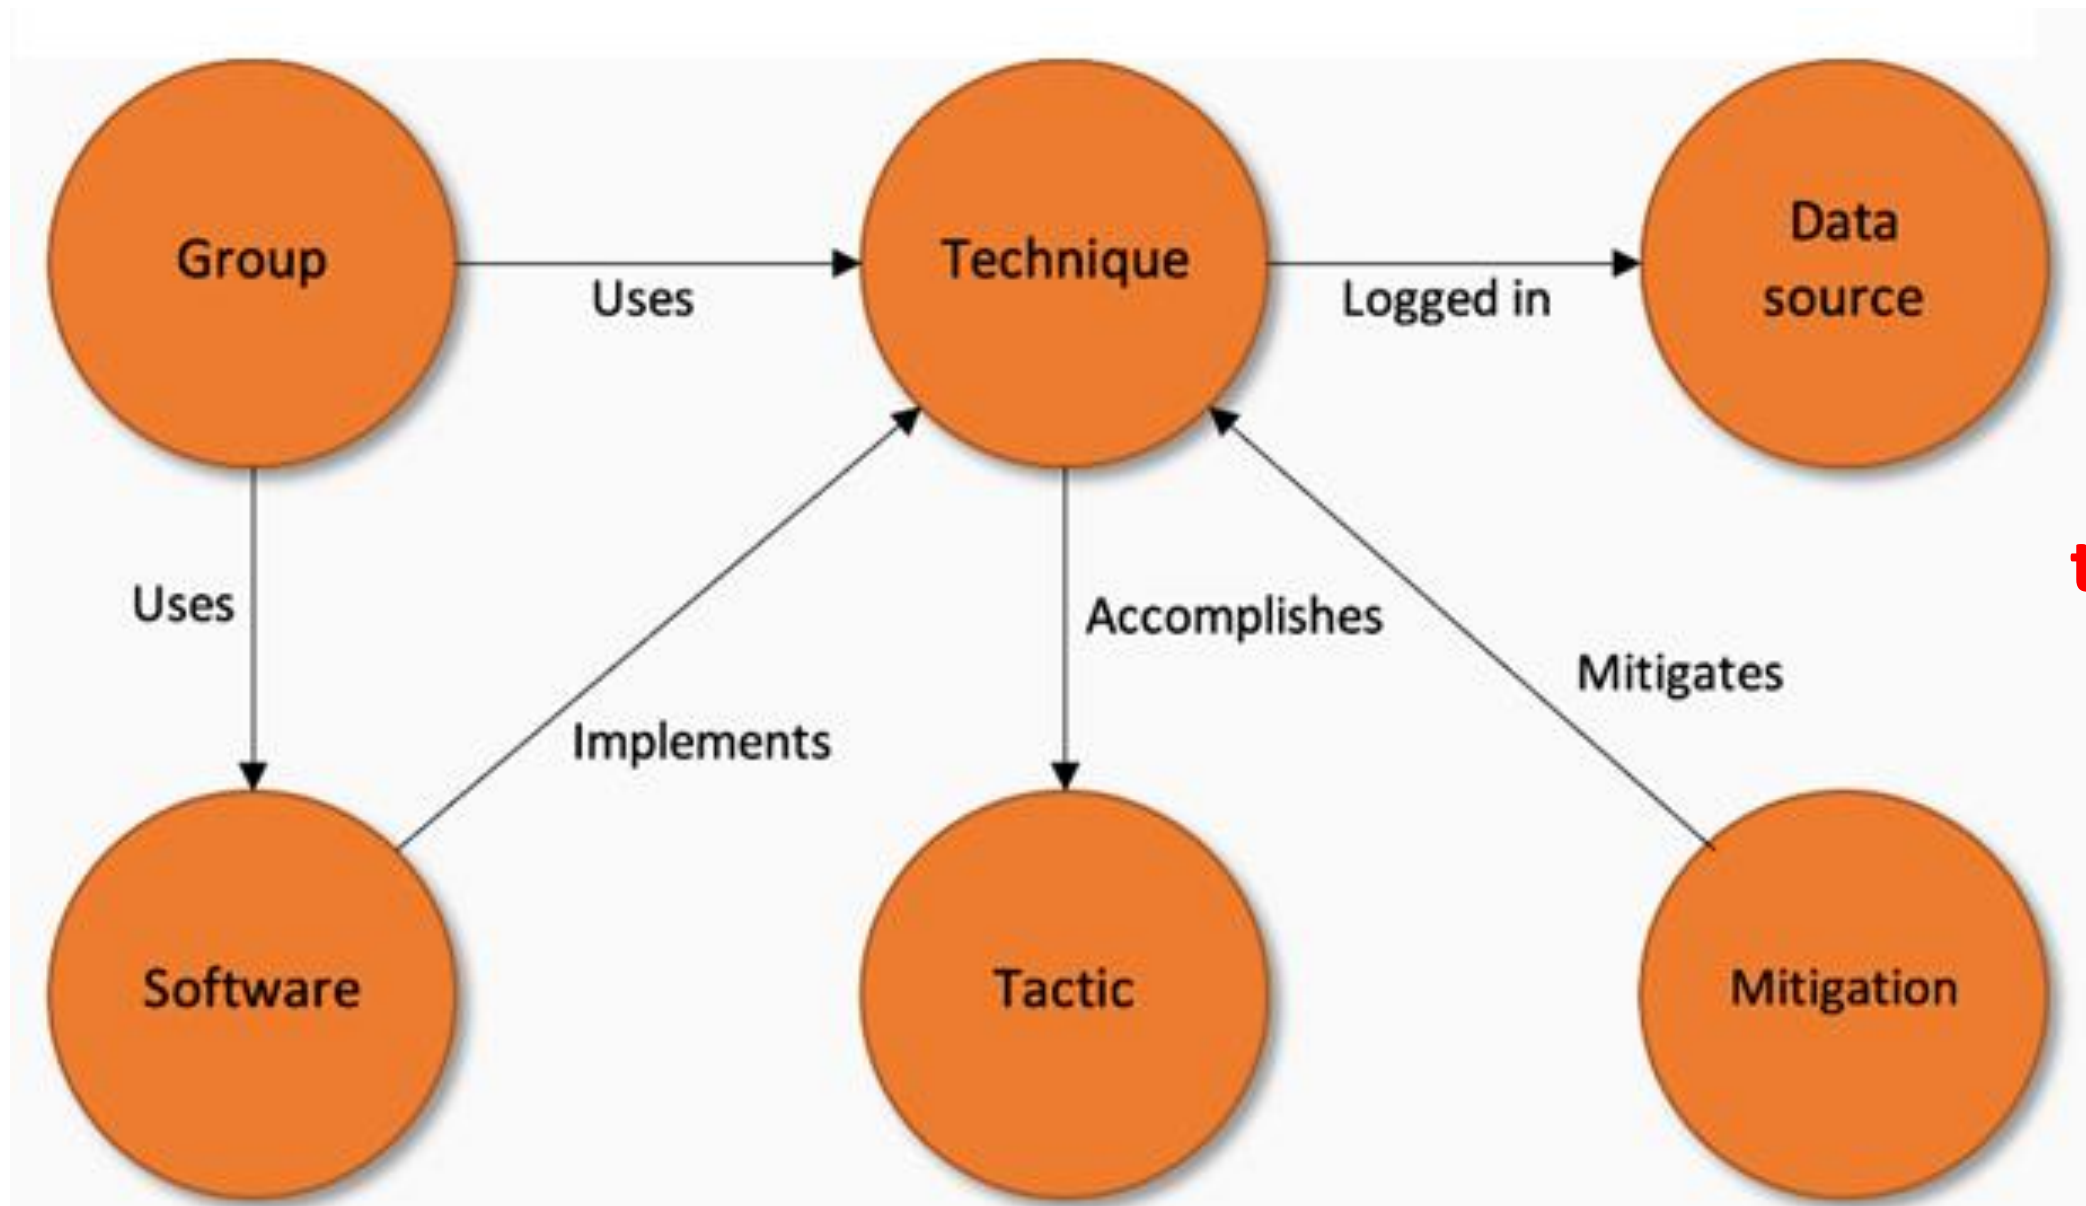 Group
Technique
Data
source
Uses
Logged in
t
Uses
Accomplishes
Mitigates
Implements
Software
Tactic
Mitigation